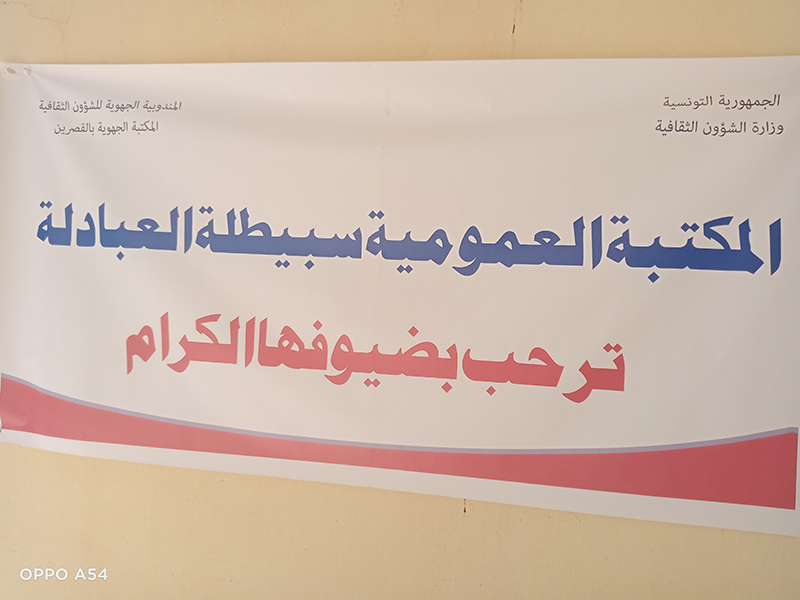 الجمهورية التونسية
وزارة الشؤون الثقافية
المندوبية الجهوية للشؤون الثقافية
المكتبة الجهوية بالقصرين
المكتبة العمومية سبيطلة العبادلة
ترحب بضيوفها الكرام
OPPO A54